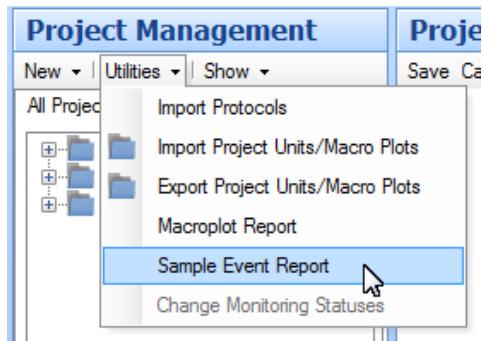 Project Management
Proje
New Utilities Show
Save Ca
All Projec
Import Protocols
Import Project Units/Macro Plots
Export Project Units/Macro Plots
Macroplot Report
Sample Event Report
Change Monitoring Statuses